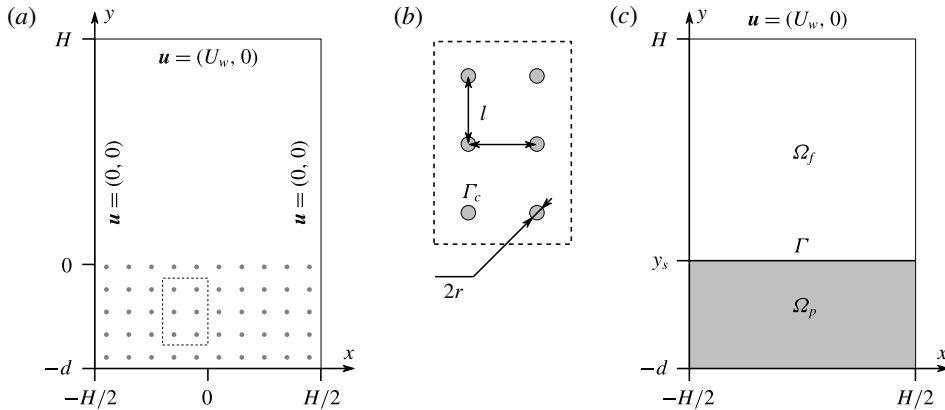 (a)
y
H
u = (U_w, 0)
u = (0, 0)
u = (0, 0)
0
x
−d
−H/2
0
H/2
(b)
l
Γ_c
2r
(c)
y
u = (U_w, 0)
H
Ω_f
Γ
y_s
Ω_p
x
−d
−H/2
H/2